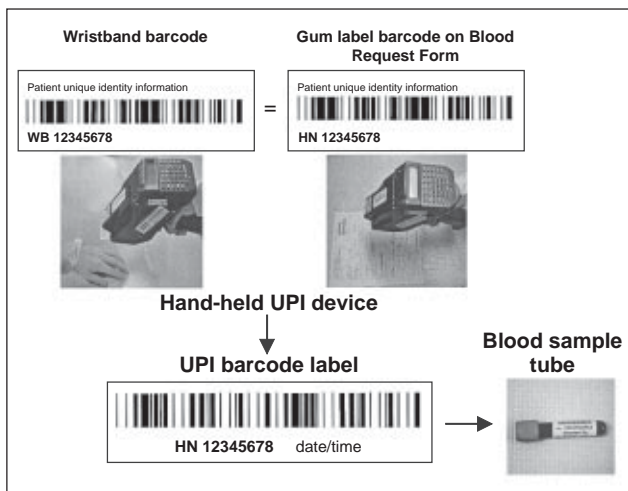 Wristband barcode
Gum label barcode on Blood
Request Form
Patient unique identity information
WB 12345678
=
Patient unique identity information
HN 12345678
Hand-held UPI device
UPI barcode label
HN 12345678 date/time
Blood sample
tube